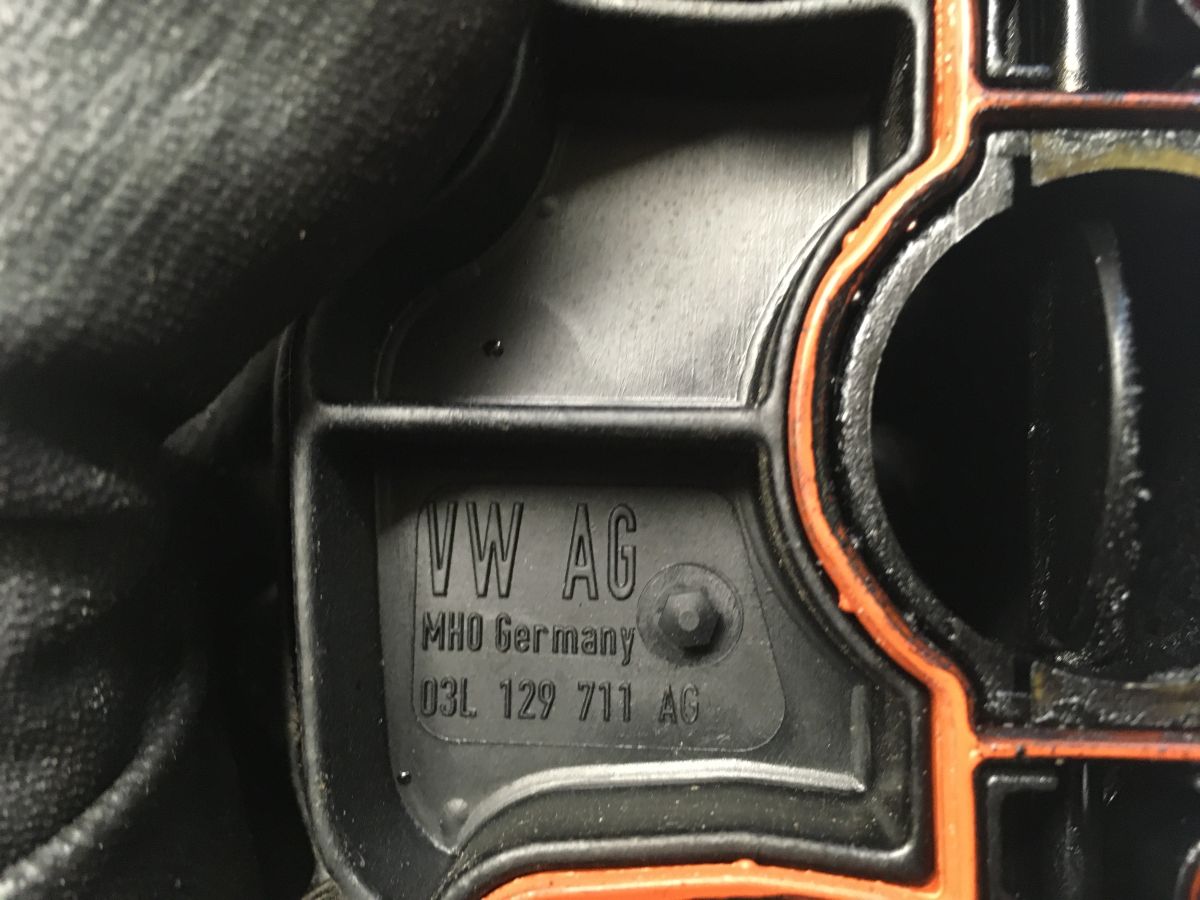 VW AG
MHO Germany
03L 129 711 AG